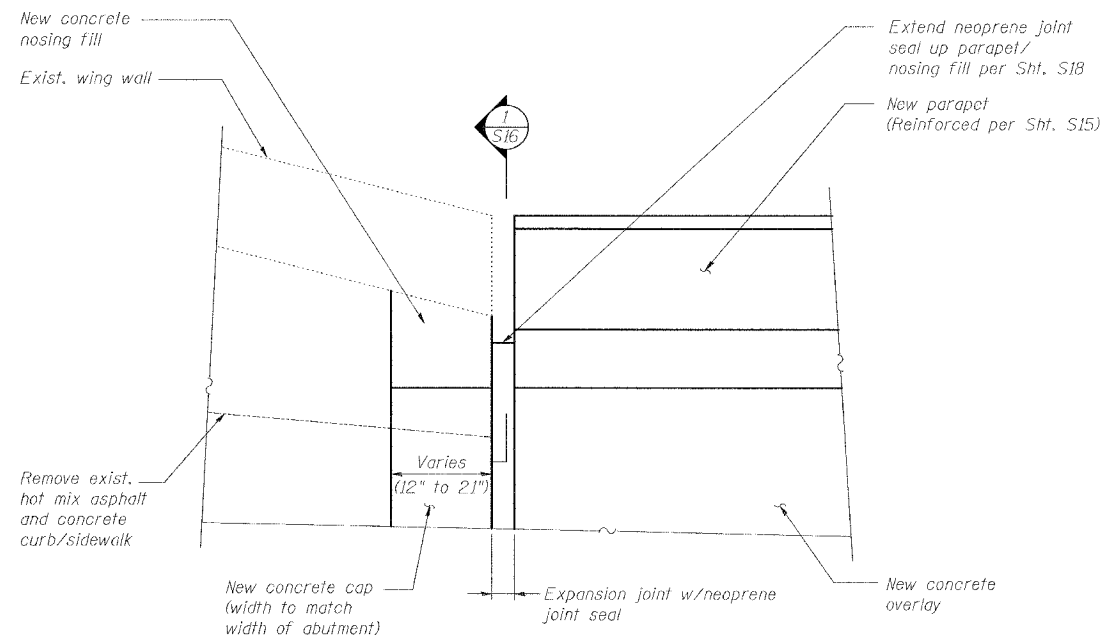 New concrete
nosing fill
Exist. wing wall
1
S16
Extend neoprene joint
seal up parapet/
nosing fill per Sht. S18
New parapet
(Reinforced per Sht. S15)
Remove exist.
hot mix asphalt
and concrete
curb/sidewalk
Varies
(12" to 21")
New concrete cap
(width to match
width of abutment)
Expansion joint w/neoprene
joint seal
New concrete
overlay